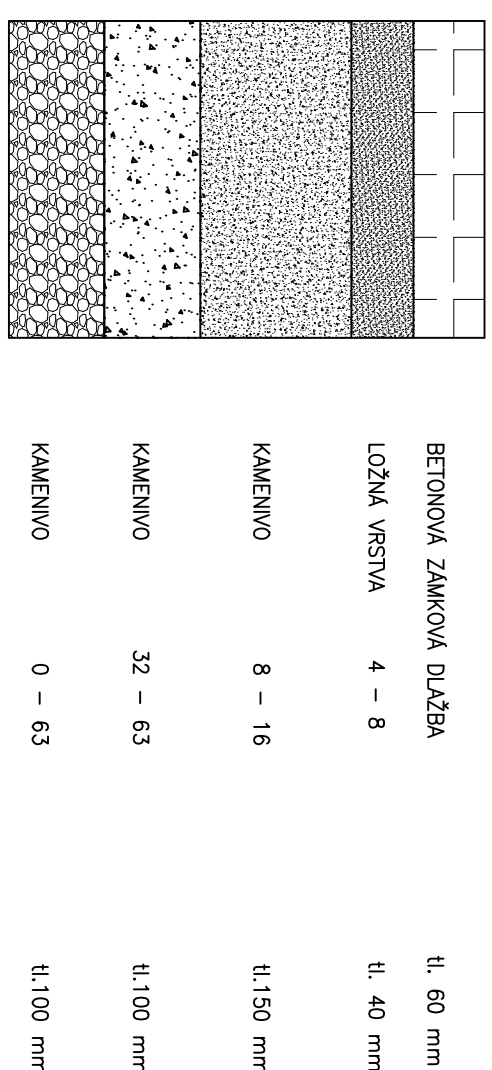 BETONOVÁ ZÁMKOVÁ DLAŽBA tl. 60 mm
LOŽNÁ VRSTVA 4 – 8 tl. 40 mm
KAMENIVO 8 – 16 tl.150 mm
KAMENIVO 32 – 63 tl.100 mm
KAMENIVO 0 – 63 tl.100 mm